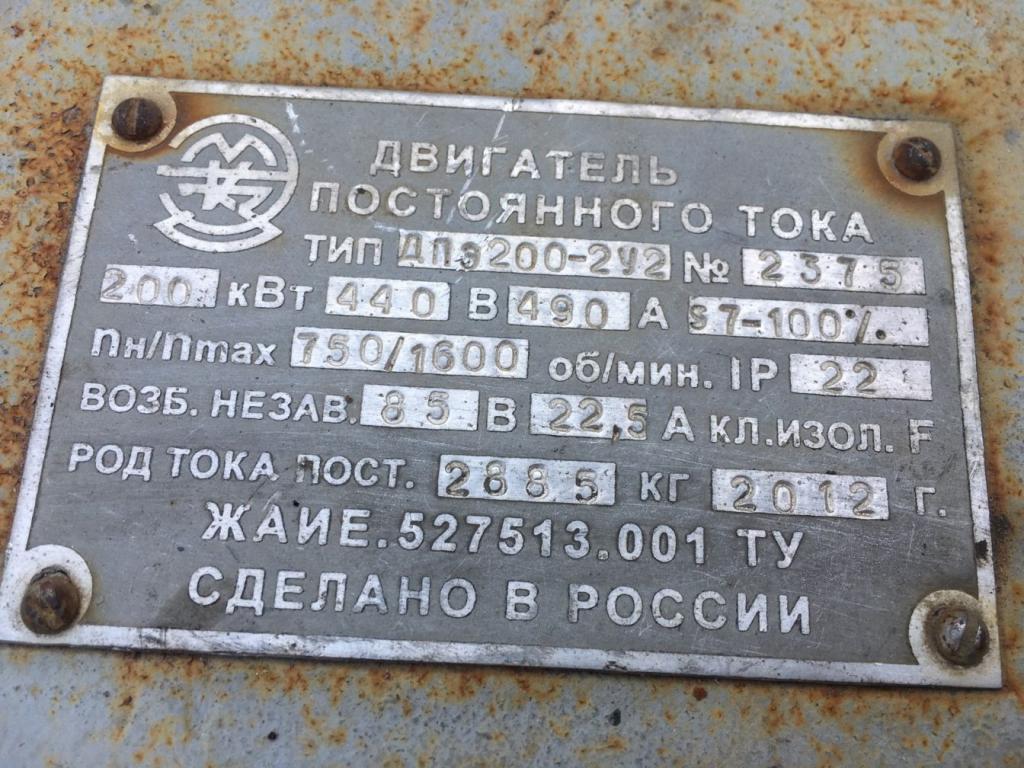 ДВИГАТЕЛЬ
ПОСТОЯННОГО ТОКА
ТИП ДПЭ200-2У2 № 2375
200 кВт 440 В 490 А S7-100%
nн/nmax 750/1600 об/мин. IP 22
ВОЗБ. НЕЗАВ. 85 В 22,5 А КЛ.ИЗОЛ. F
РОД ТОКА ПОСТ. 2885 КГ 2012 Г.
ЖАИЕ.527513.001 ТУ
СДЕЛАНО В РОССИИ